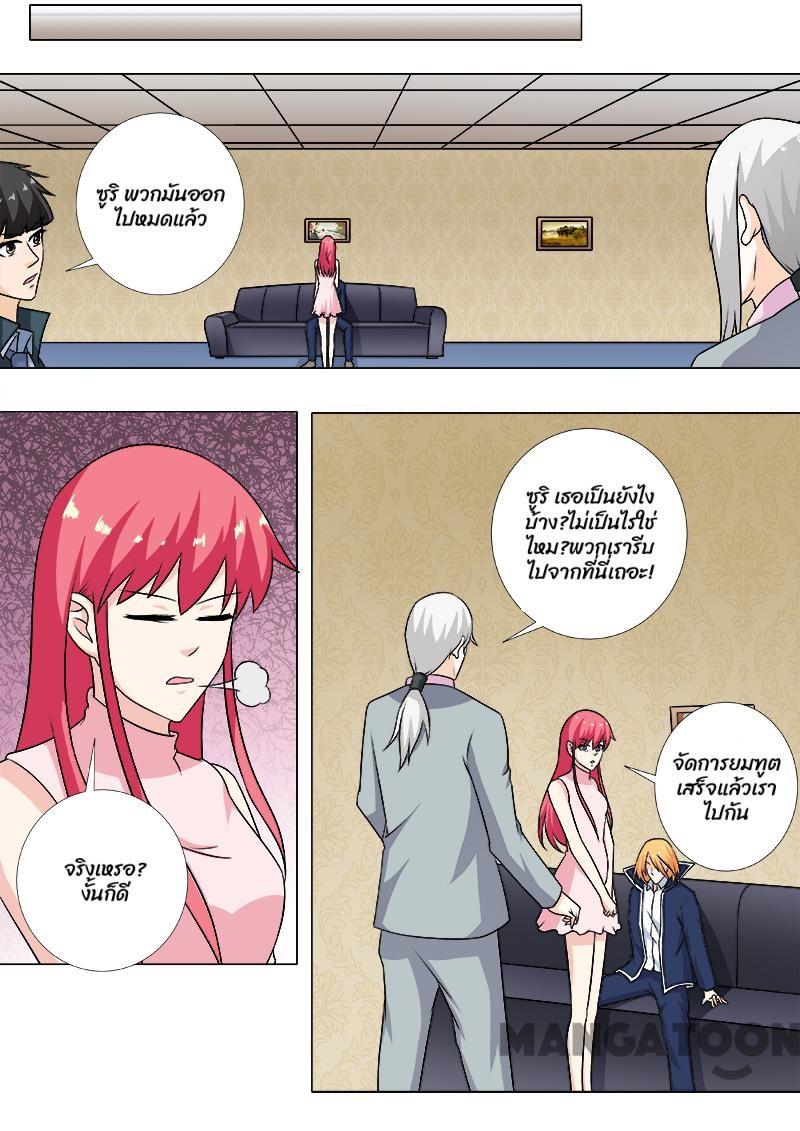 ซูริ พวกมันออก
ไปหมดแล้ว
จริงเหรอ?
งั้นก็ดี
ซูริ เธอเป็นยังไง
บ้าง?ไม่เป็นไรใช่
ไหม?พวกเรารีบ
ไปจากที่นี่เถอะ!
จัดการยมฑูต
เสร็จแล้วเรา
ไปกัน
MANGATOON